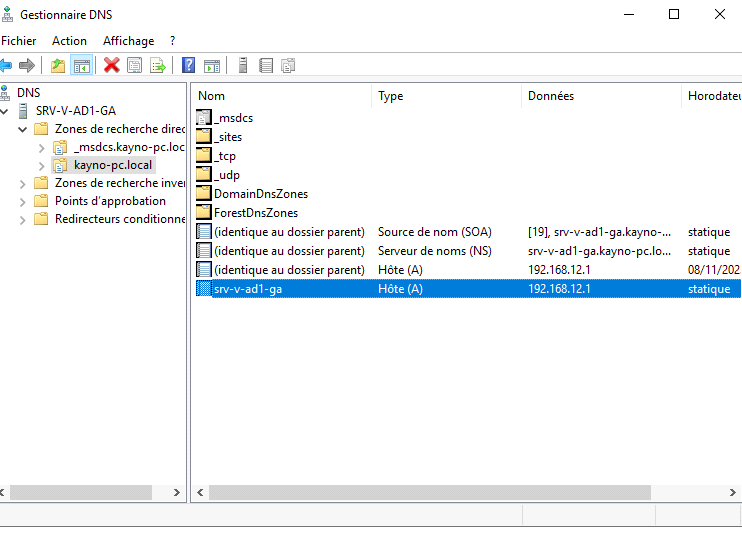 Gestionnaire DNS
Fichier Action Affichage ?
DNS
SRV-V-AD1-GA
Zones de recherche direc
_msdcs.kayno-pc.loc
kayno-pc.local
Zones de recherche inver
Points d'approbation
Redirecteurs conditionne
Nom Type Données Horodateu
_msdcs
_sites
_tcp
_udp
DomainDnsZones
ForestDnsZones
(identique au dossier parent) Source de nom (SOA) [19], srv-v-ad1-ga.kayno-... statique
(identique au dossier parent) Serveur de noms (NS) srv-v-ad1-ga.kayno-pc.lo... statique
(identique au dossier parent) Hôte (A) 192.168.12.1 08/11/202
srv-v-ad1-ga Hôte (A) 192.168.12.1 statique